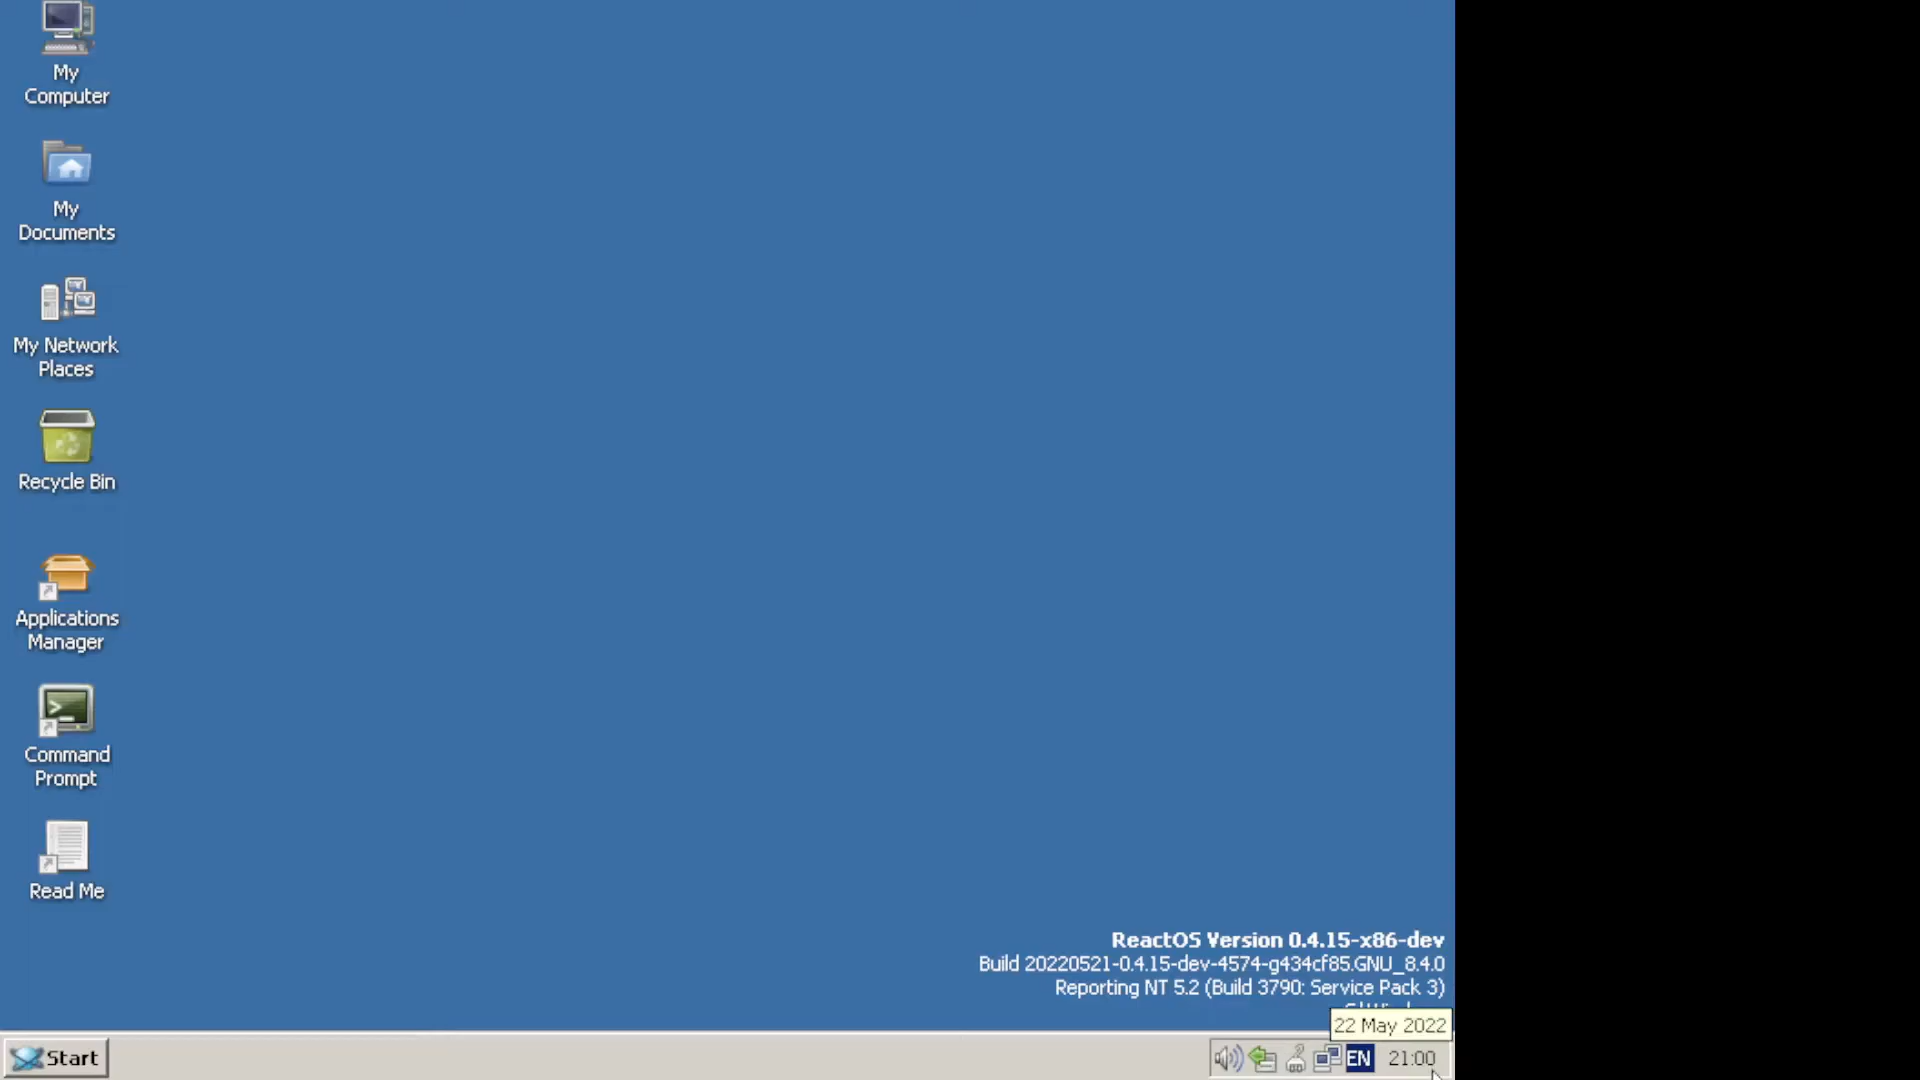 My
Computer
My
Documents
My Network
Places
Recycle Bin
Applications
Manager
Command
Prompt
Read Me
ReactOS Version 0.4.15-x86-dev
Build 20220521-0.4.15-dev-4574-g434cf85.GNU_8.4.0
Reporting NT 5.2 (Build 3790: Service Pack 3)
22 May 2022
Start
EN
21:00